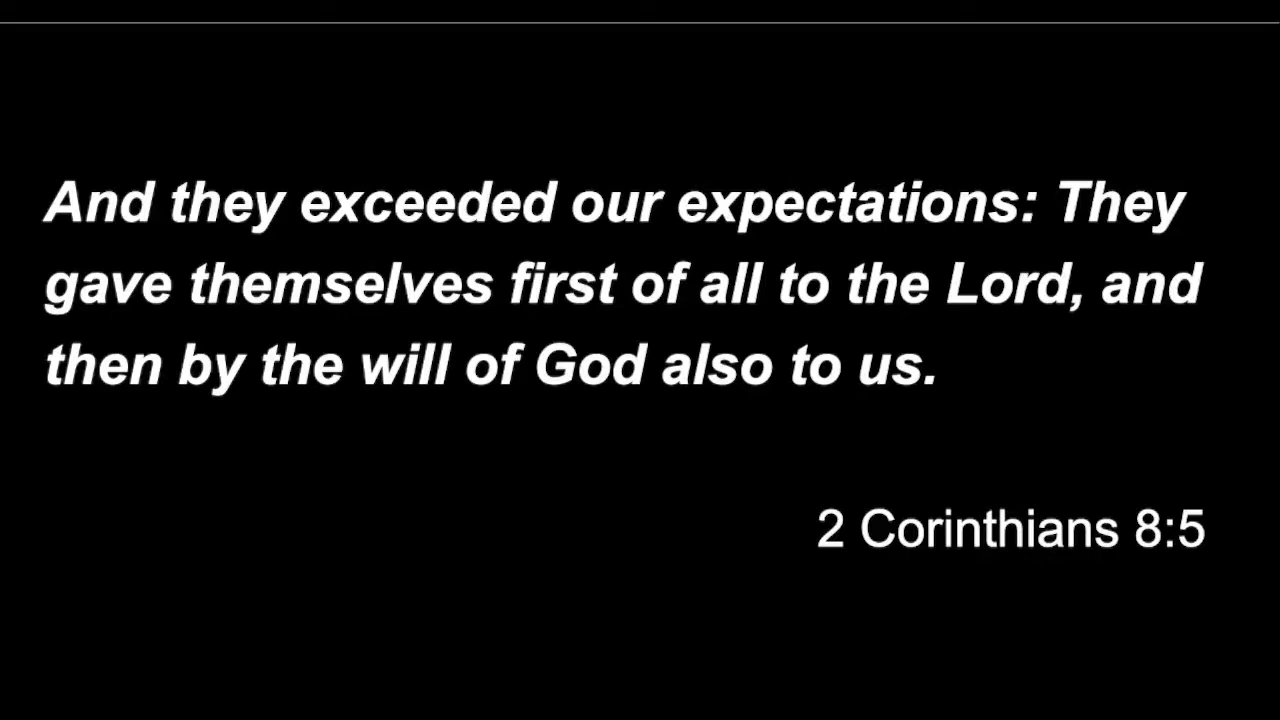 And they exceeded our expectations: They
gave themselves first of all to the Lord, and
then by the will of God also to us.
2 Corinthians 8:5